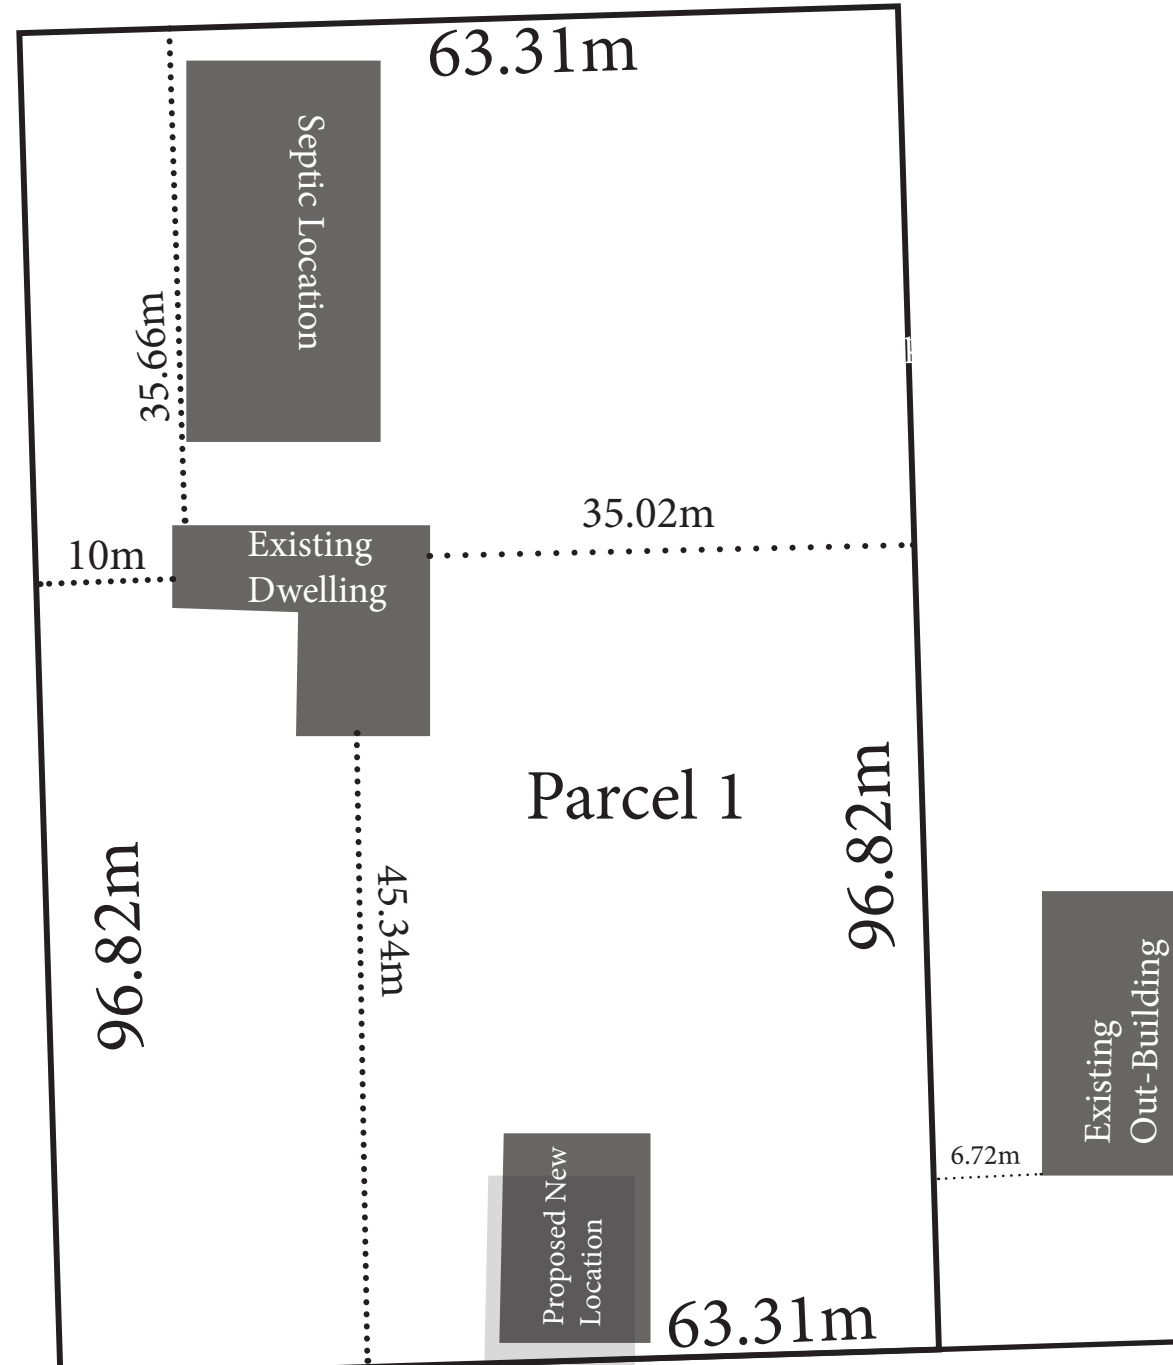 63.31m
Septic Location
35.66m
35.02m
10m
Existing
Dwelling
Parcel 1
96.82m
96.82m
45.34m
Existing
Out-Building
6.72m
Proposed New
Location
63.31m